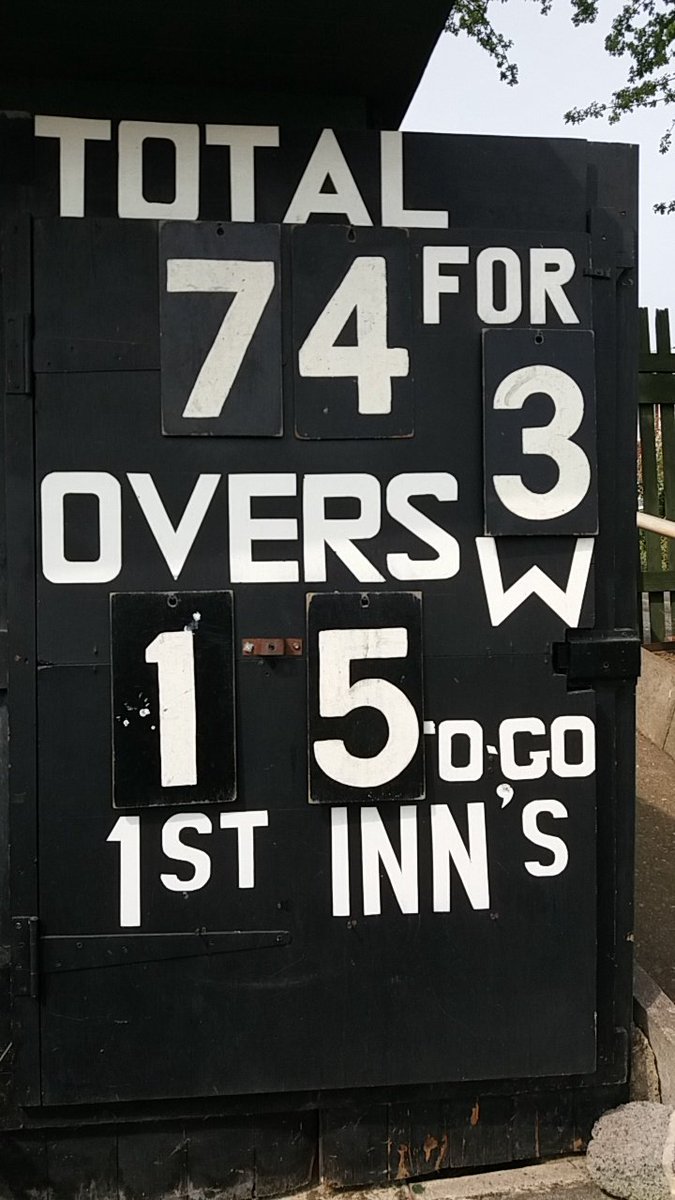 TOTAL
74 FOR
3
OVERS W
15 TO-GO
1ST INN'S